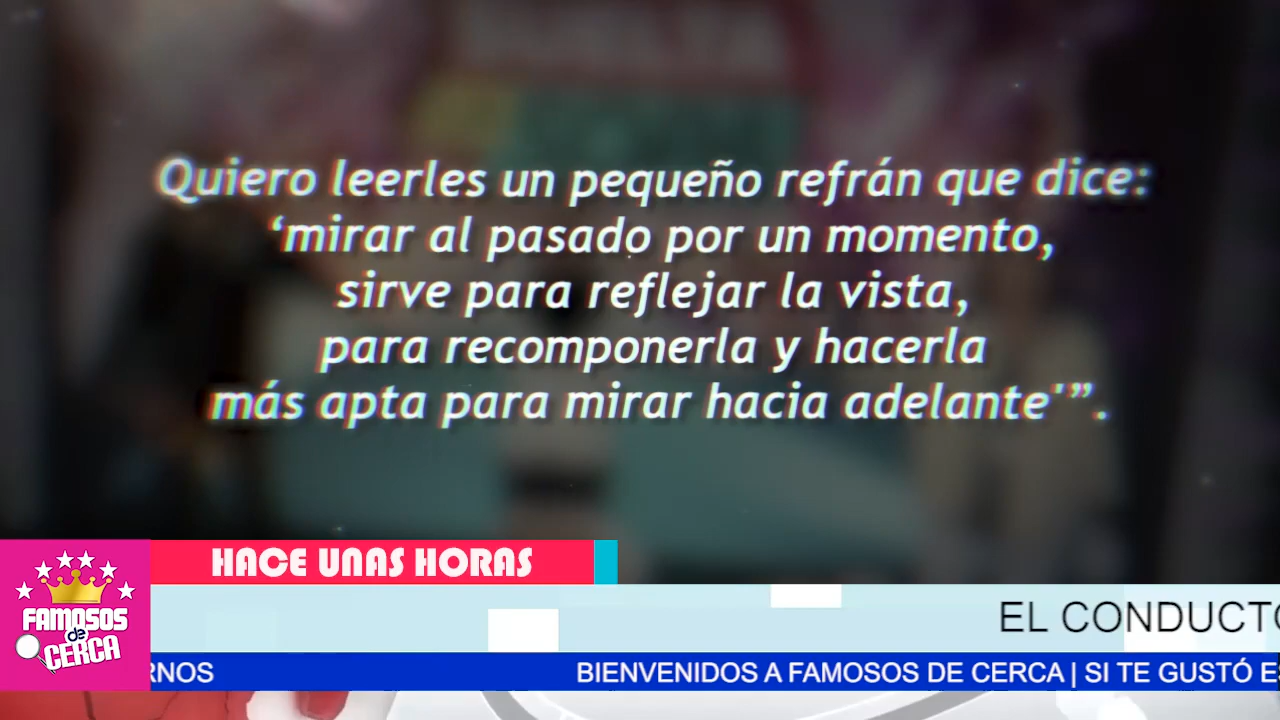 Quiero leerles un pequeño refrán que dice:
‘mirar al pasado por un momento,
sirve para reflejar la vista,
para recomponerla y hacerla
más apta para mirar hacia adelante'”.
HACE UNAS HORAS
FAMOSOS
de
CERCA
EL CONDUCTO
RNOS
BIENVENIDOS A FAMOSOS DE CERCA | SI TE GUSTÓ ES